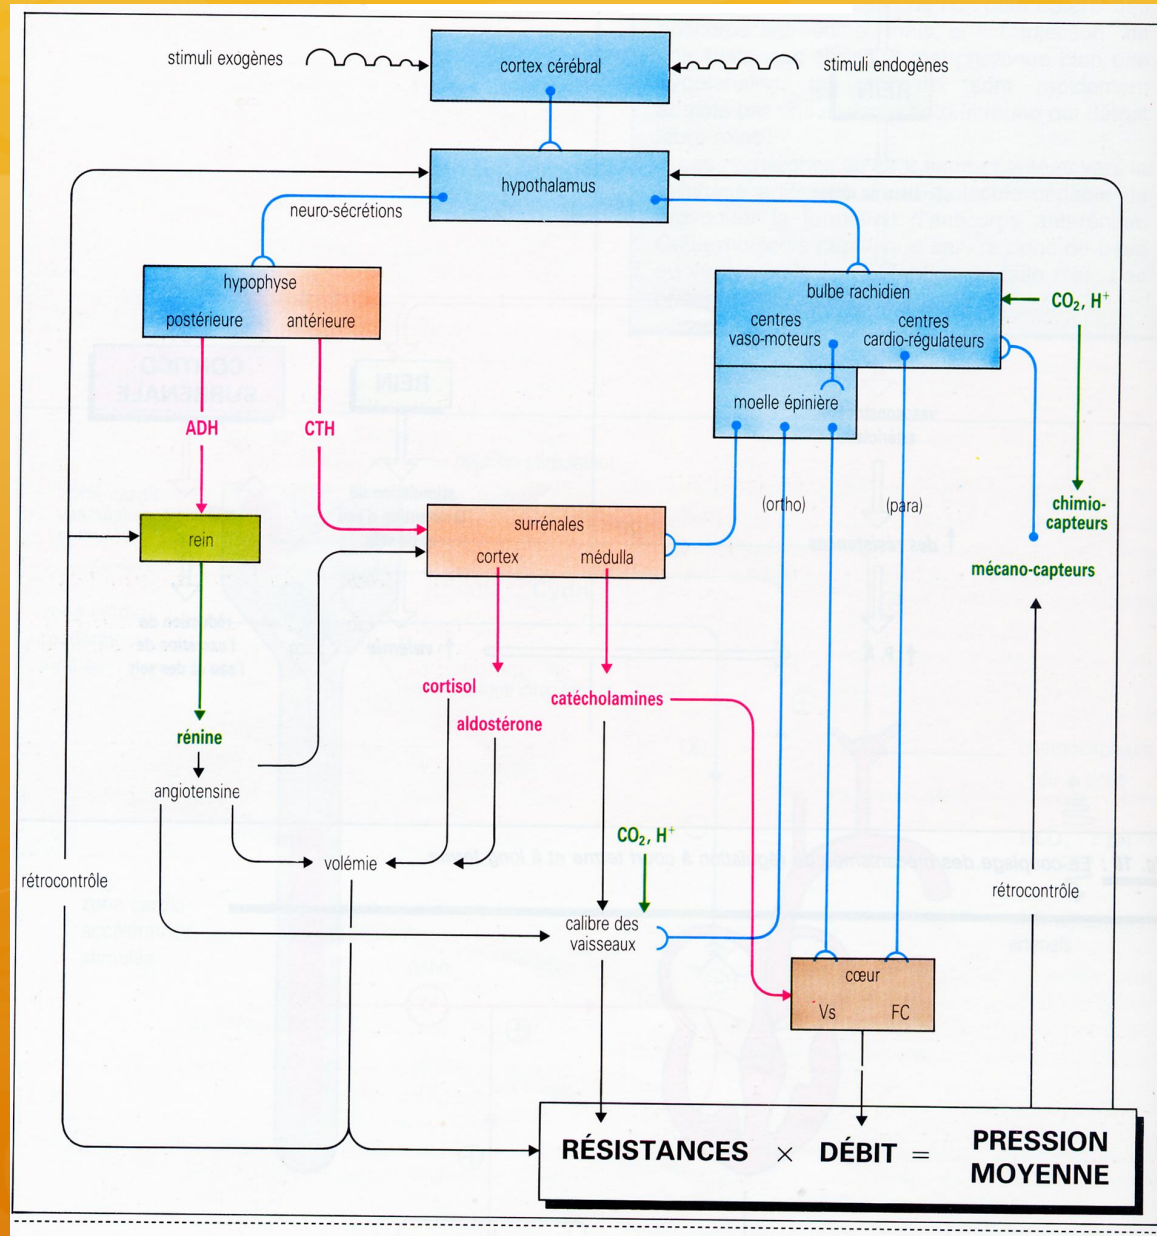 stimuli exogènes
cortex cérébral
stimuli endogènes
hypothalamus
neuro-sécrétions
hypophyse
postérieure
antérieure
bulbe rachidien
centres
vaso-moteurs
centres
cardio-régulateurs
CO₂, H⁺
moelle épinière
ADH
CTH
(ortho)
(para)
chimio-
capteurs
rein
surrénales
cortex
médulla
mécano-capteurs
cortisol
aldostérone
catécholamines
rénine
angiotensine
CO₂, H⁺
volémie
rétrocontrôle
rétrocontrôle
calibre des
vaisseaux
cœur
Vs
FC
RÉSISTANCES × DÉBIT = PRESSION
MOYENNE